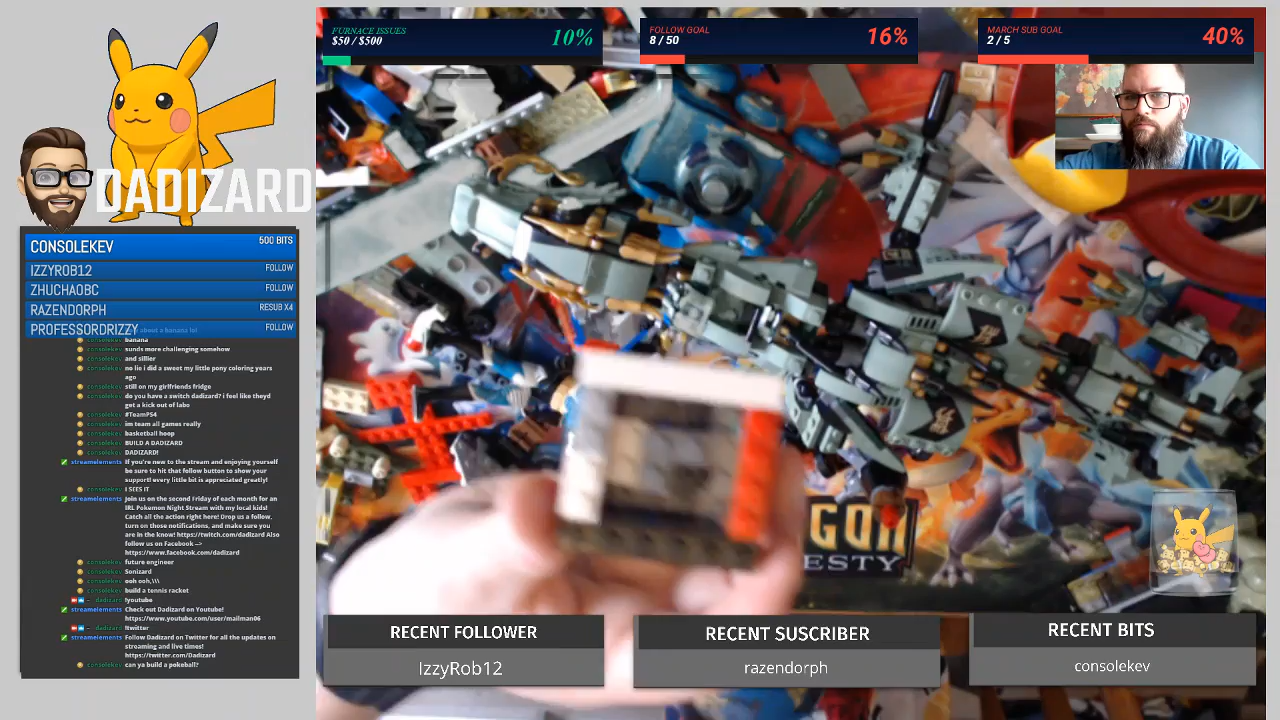 FURNACE ISSUES
$50 / $500
10%
FOLLOW GOAL
8 / 50
16%
MARCH SUB GOAL
2 / 5
40%
DADIZARD
CONSOLEKEV 500 BITS
IZZYROB12 FOLLOW
ZHUCHAOBC FOLLOW
RAZENDORPH RESUB X4
PROFESSORDRIZZY about a banana lol FOLLOW
banana
consolekev sunds more challenging somehow
consolekev and sillier
consolekev no lie i did a sweet my little pony coloring years
ago
consolekev still on my girlfriends fridge
consolekev do you have a switch dadizard? i feel like theyd
get a kick out of labo
consolekev #TeamPS4
consolekev im team all games really
consolekev basketball hoop
consolekev BUILD A DADIZARD
consolekev DADIZARD!
streamelements If you're new to the stream and enjoying yourself
be sure to hit that follow button to show your
support! every little bit is appreciated greatly!
consolekev I SEES IT
streamelements Join us on the second Friday of each month for an
IRL Pokemon Night Stream with my local kids!
Catch all the action right here! Drop us a follow,
turn on those notifications, and make sure you
are in the know! https://twitch.com/dadizard Also
follow us on Facebook -->
https://www.facebook.com/dadizard
consolekev future engineer
consolekev Sonizard
consolekev ooh ooh,\\\
consolekev build a tennis racket
dadizard !youtube
streamelements Check out Dadizard on Youtube!
https://www.youtube.com/user/mailman06
dadizard !twitter
streamelements Follow Dadizard on Twitter for all the updates on
streaming and live times!
https://twitter.com/Dadizard
consolekev can ya build a pokeball?
GON
ESTY
RECENT FOLLOWER
IzzyRob12
RECENT SUSCRIBER
razendorph
RECENT BITS
consolekev